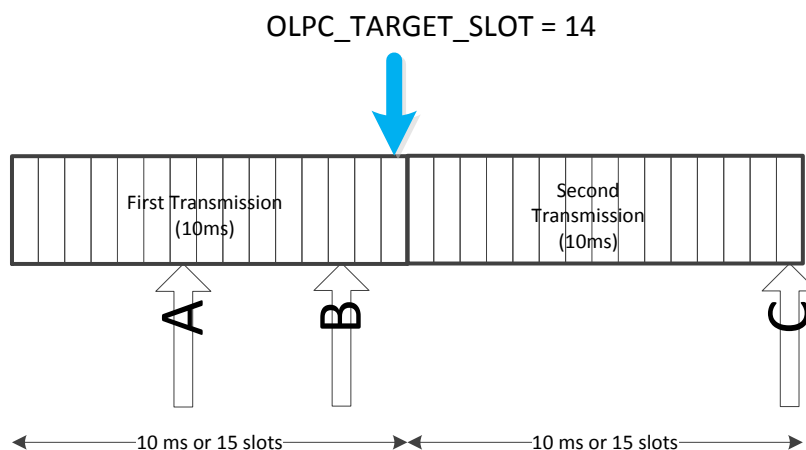 OLPC_TARGET_SLOT = 14
First Transmission
(10ms)
Second
Transmission
(10ms)
A
B
C
10 ms or 15 slots
10 ms or 15 slots